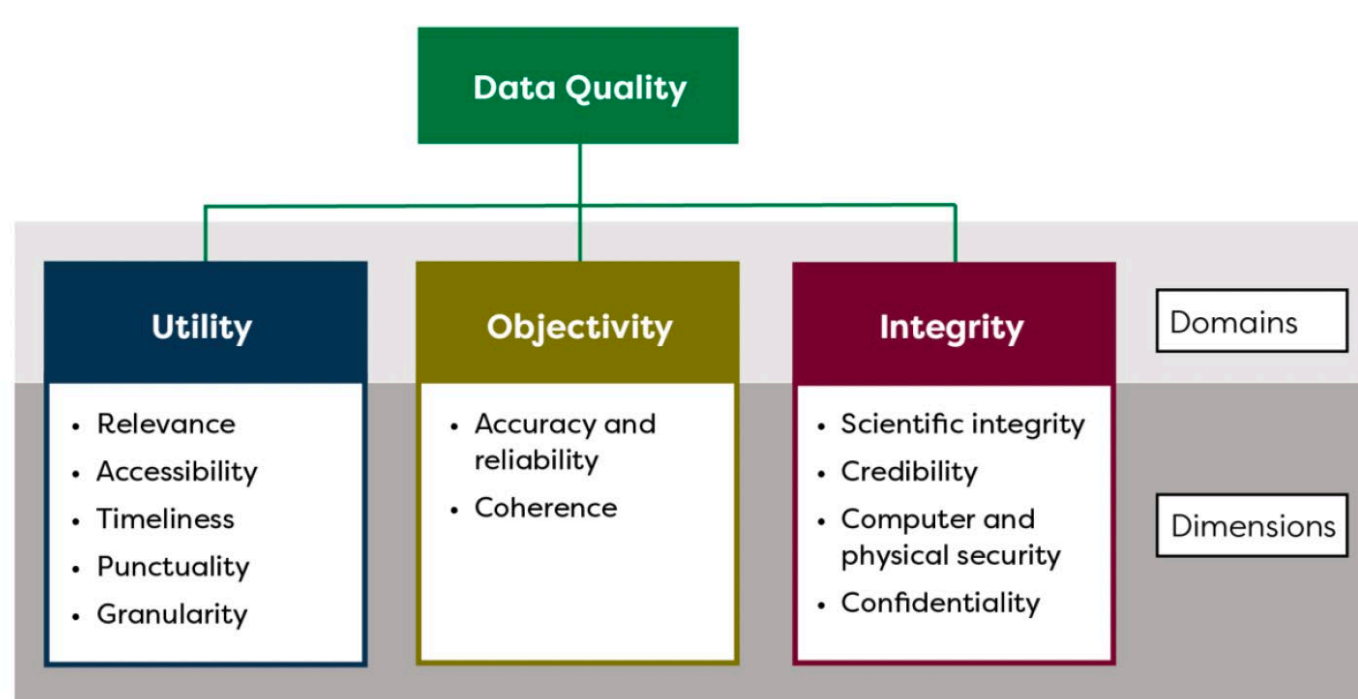 Data Quality
Utility
Objectivity
Integrity
Domains
• Relevance
• Accessibility
• Timeliness
• Punctuality
• Granularity
• Accuracy and
reliability
• Coherence
• Scientific integrity
• Credibility
• Computer and
physical security
• Confidentiality
Dimensions